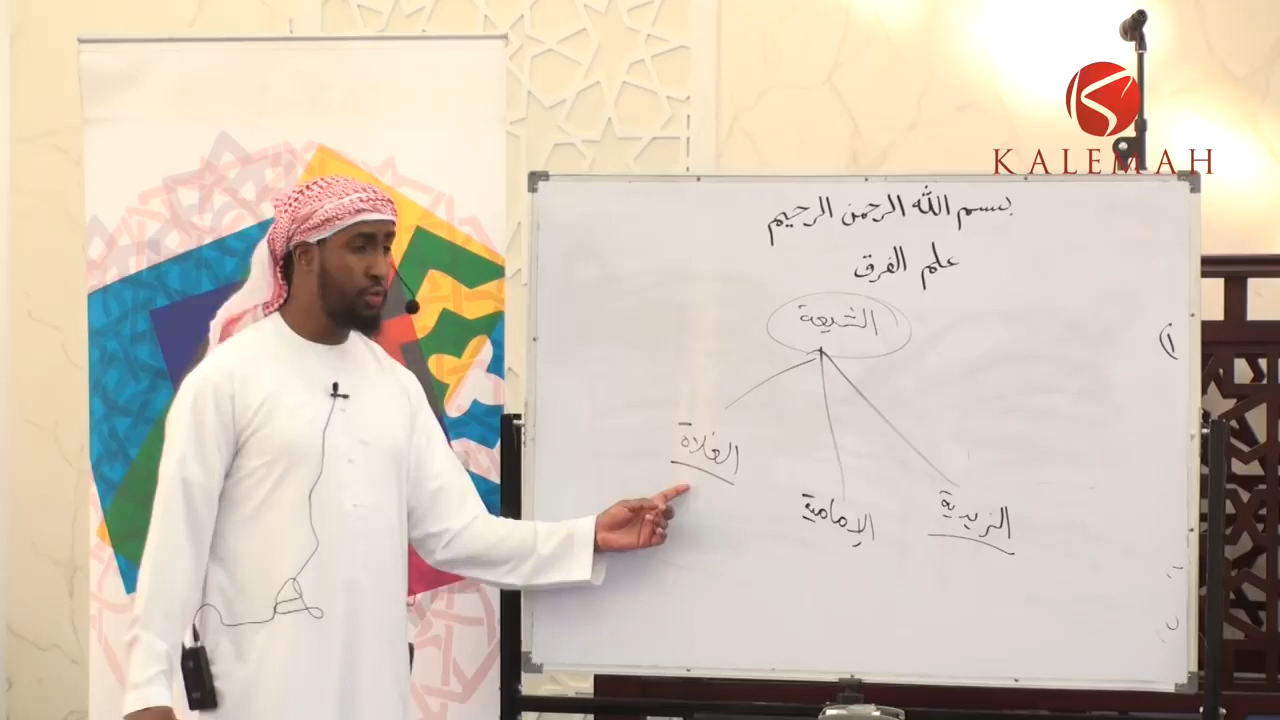 KALEMAH
بسم الله الرحمن الرحيم
علم الفرق
الشيعة
الغلاة
الإمامية
الزيدية